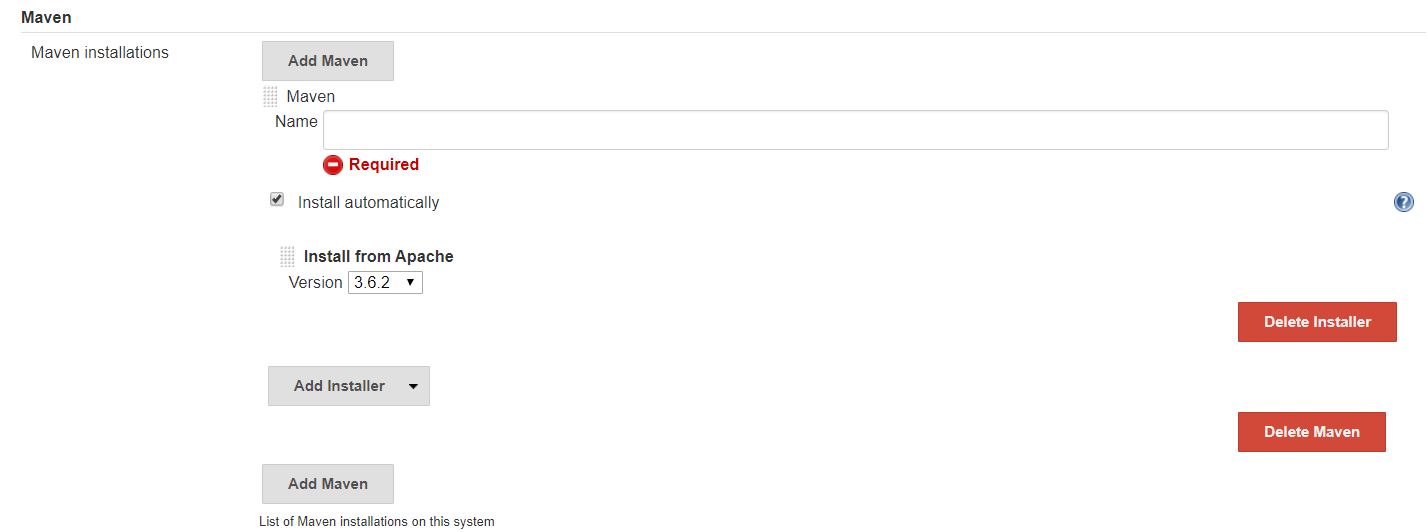 Maven
Maven installations
Add Maven
Maven
Name
Required
Install automatically
?
Install from Apache
Version 3.6.2
Delete Installer
Add Installer
Delete Maven
Add Maven
List of Maven installations on this system